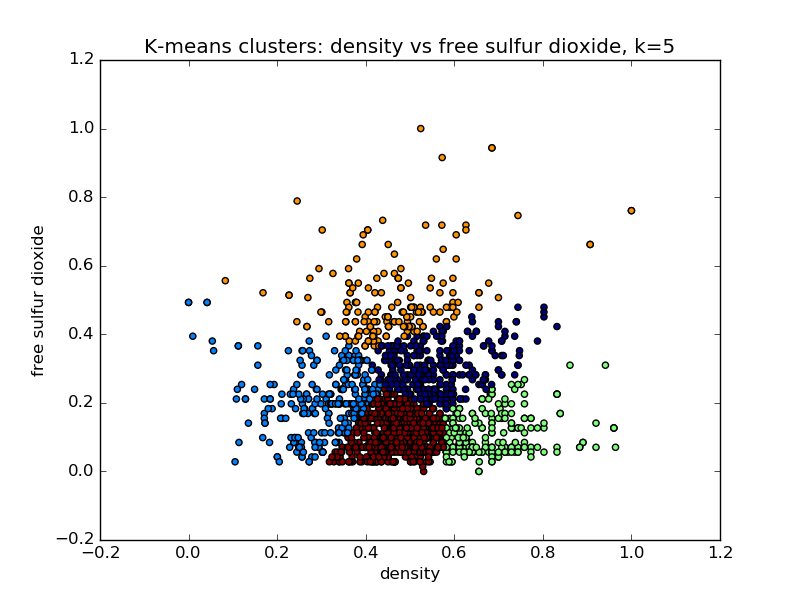 K-means clusters: density vs free sulfur dioxide, k=5
1.2
1.0
0.8
0.6
0.4
0.2
0.0
−0.2
free sulfur dioxide
−0.2 0.0 0.2 0.4 0.6 0.8 1.0 1.2
density